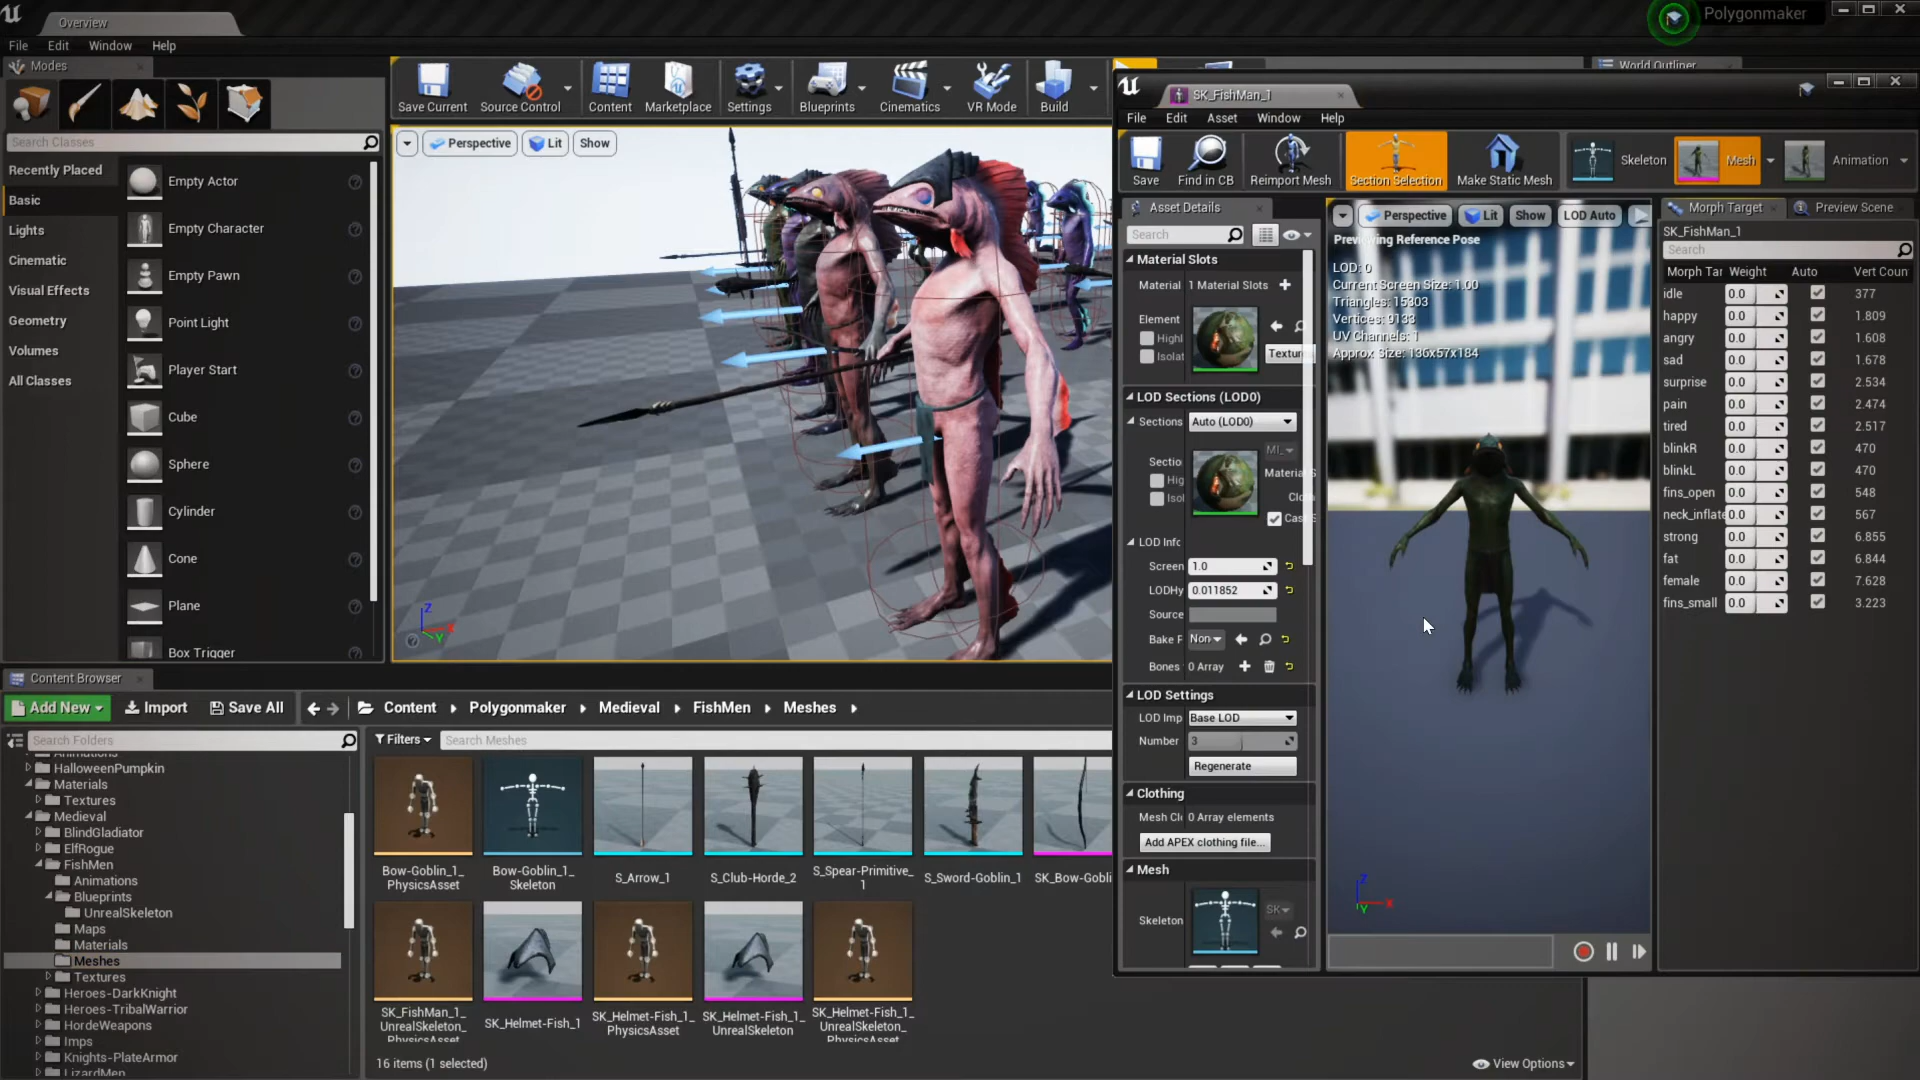 Overview
Polygonmaker
File Edit Window Help
Modes
World Outliner
Search Classes
Recently Placed
Basic
Lights
Cinematic
Visual Effects
Geometry
Volumes
All Classes
Empty Actor
Empty Character
Empty Pawn
Point Light
Player Start
Cube
Sphere
Cylinder
Cone
Plane
Box Trigger
Save Current
Source Control
Content
Marketplace
Settings
Blueprints
Cinematics
VR Mode
Build
Perspective Lit Show
Z
X
Y
SK_FishMan_1
File Edit Asset Window Help
Save
Find in CB
Reimport Mesh
Section Selection
Make Static Mesh
Skeleton
Mesh
Animation
Asset Details
Search
Material Slots
Material 1 Material Slots
Element
Highl
Isolat
Textur
LOD Sections (LOD0)
Sections Auto (LOD0)
Sectio
Hig
Isol
Material S
Clot
Cast S
LOD Info
Screen 1.0
LODHy 0.011852
Source
Bake P Non
Bones 0 Array
LOD Settings
LOD Imp Base LOD
Number 3
Regenerate
Clothing
Mesh Cl 0 Array elements
Add APEX clothing file...
Mesh
Skeleton SK
Perspective Lit Show LOD Auto
Previewing Reference Pose
LOD: 0
Current Screen Size: 1.00
Triangles: 15303
Vertices: 9133
UV Channels: 1
Approx Size: 136x57x184
Z
X
Y
Morph Target
Preview Scene
SK_FishMan_1
Search
Morph Tar Weight Auto Vert Coun
idle 0.0 377
happy 0.0 1.809
angry 0.0 1.608
sad 0.0 1.678
surprise 0.0 2.534
pain 0.0 2.474
tired 0.0 2.517
blinkR 0.0 470
blinkL 0.0 470
fins_open 0.0 548
neck_inflate 0.0 567
strong 0.0 6.855
fat 0.0 6.844
female 0.0 7.628
fins_small 0.0 3.223
Content Browser
Add New Import Save All Content Polygonmaker Medieval FishMen Meshes
Search Folders
Filters Search Meshes
Animations
HalloweenPumpkin
Materials
Textures
Medieval
BlindGladiator
ElfRogue
FishMen
Animations
Blueprints
UnrealSkeleton
Maps
Materials
Meshes
Textures
Heroes-DarkKnight
Heroes-TribalWarrior
HordeWeapons
Imps
Knights-PlateArmor
LizardMen
Bow-Goblin_1_
PhysicsAsset
Bow-Goblin_1_
Skeleton
S_Arrow_1
S_Club-Horde_2
S_Spear-Primitive_
1
S_Sword-Goblin_1
SK_Bow-Gobli
SK_FishMan_1_
UnrealSkeleton_
PhysicsAsset
SK_Helmet-Fish_1
SK_Helmet-Fish_1_
PhysicsAsset
SK_Helmet-Fish_1_
UnrealSkeleton
SK_Helmet-Fish_1_
UnrealSkeleton_
PhysicsAsset
16 items (1 selected)
View Options